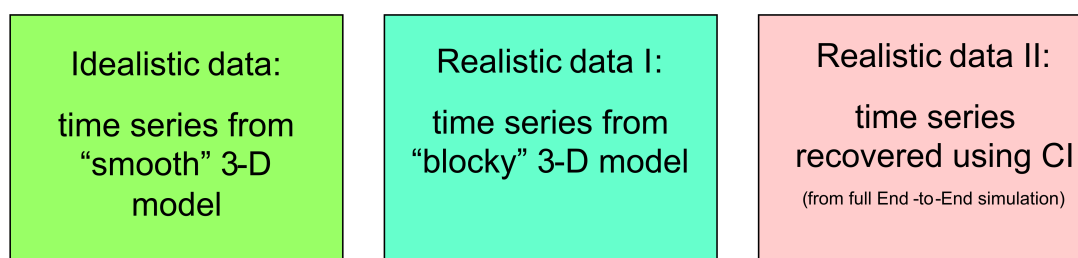 Idealistic data:
time series from
“smooth” 3-D
model
Realistic data I:
time series from
“blocky” 3-D model
Realistic data II:
time series
recovered using CI
(from full End -to-End simulation)